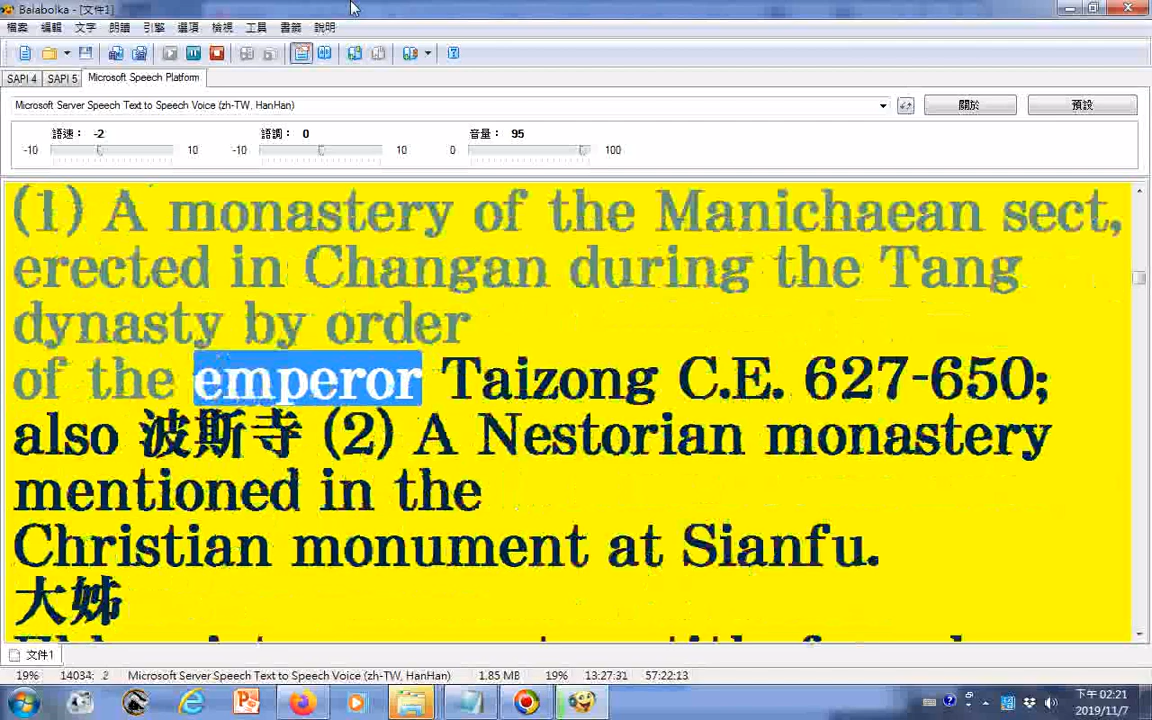 Balabolka - [文件1]
檔案 編輯 文字 朗讀 引擎 選項 檢視 工具 書籤 說明
SAPI 4 SAPI 5 Microsoft Speech Platform
Microsoft Server Speech Text to Speech Voice (zh-TW, HanHan) 關於 預設
語速： -2 語調： 0 音量： 95
-10 10 -10 10 0 100
(1) A monastery of the Manichaean sect,
erected in Changan during the Tang
dynasty by order
of the emperor Taizong C.E. 627-650;
also 波斯寺 (2) A Nestorian monastery
mentioned in the
Christian monument at Sianfu.
大姊
文件1
19% 14034: 2 Microsoft Server Speech Text to Speech Voice (zh-TW, HanHan) 1.85 MB 19% 13:27:31 57:22:13
下午 02:21
2019/11/7